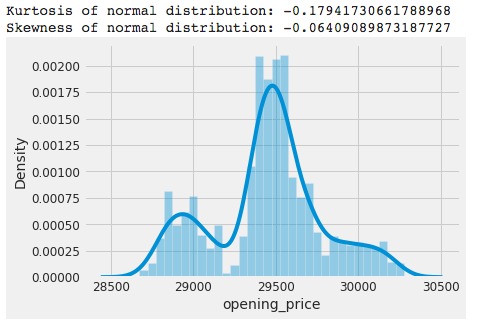 Kurtosis of normal distribution: -0.17941730661788968
Skewness of normal distribution: -0.06409089873187727
0.00200
0.00175
0.00150
0.00125
0.00100
0.00075
0.00050
0.00025
0.00000
Density
28500 29000 29500 30000 30500
opening_price